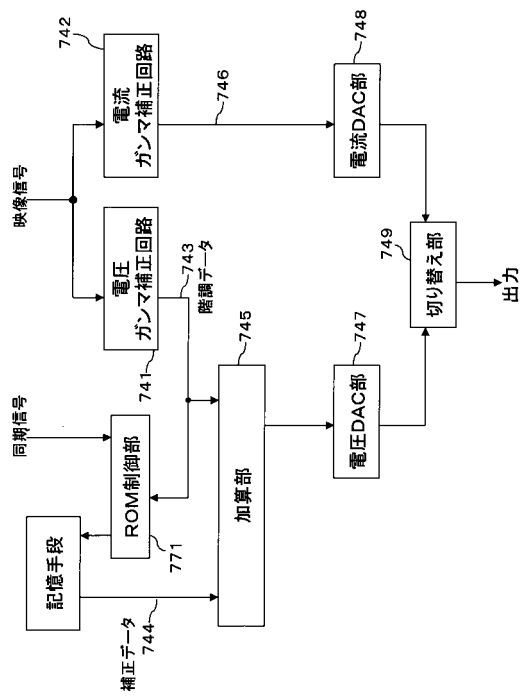 映像信号
742
電流
ガンマ補正回路
746
748
電流DAC部
電圧
ガンマ補正回路
741
743
階調データ
749
切り替え部
出力
同期信号
ROM制御部
771
745
加算部
747
電圧DAC部
記憶手段
補正データ
744